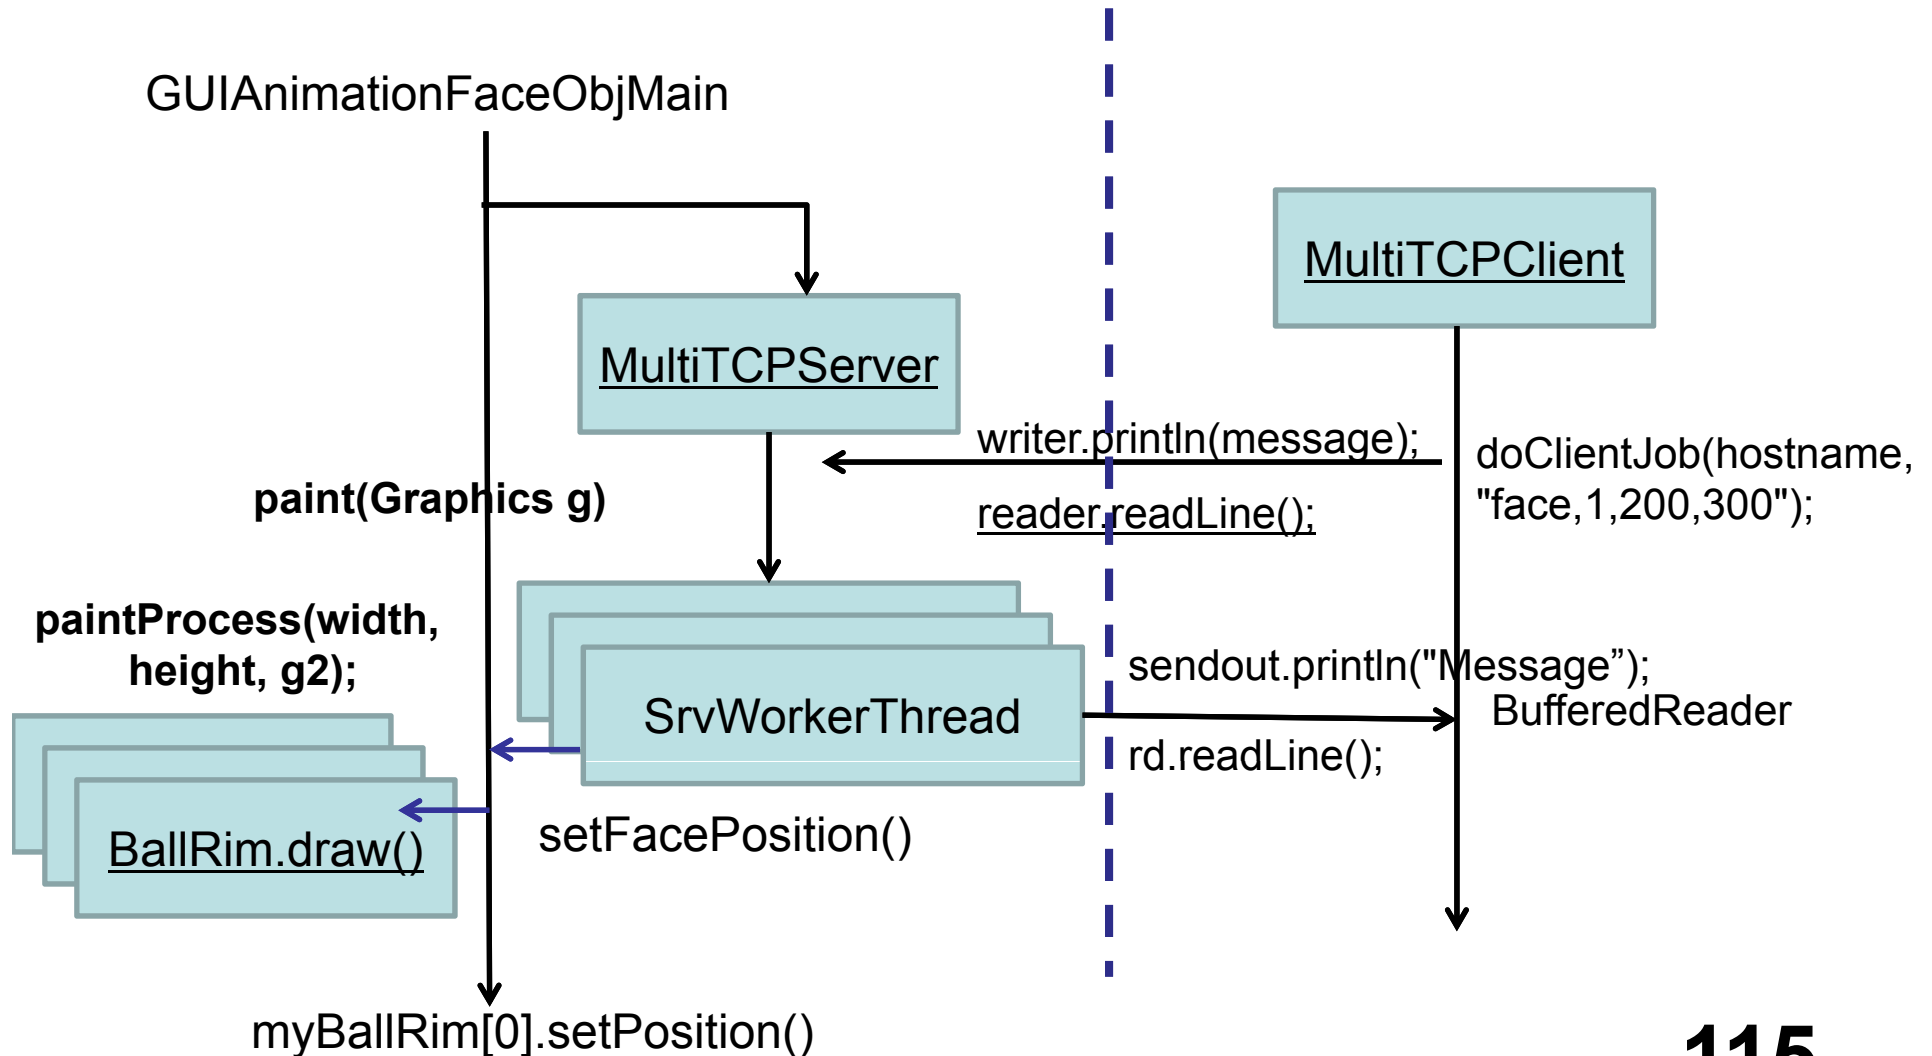 GUIAnimationFaceObjMain
MultiTCPClient
MultiTCPServer
writer.println(message);
doClientJob(hostname,
"face,1,200,300");
paint(Graphics g)
reader.readLine();
paintProcess(width,
height, g2);
sendout.println("Message”);
SrvWorkerThread
BufferedReader
rd.readLine();
setFacePosition()
BallRim.draw()
myBallRim[0].setPosition()
115